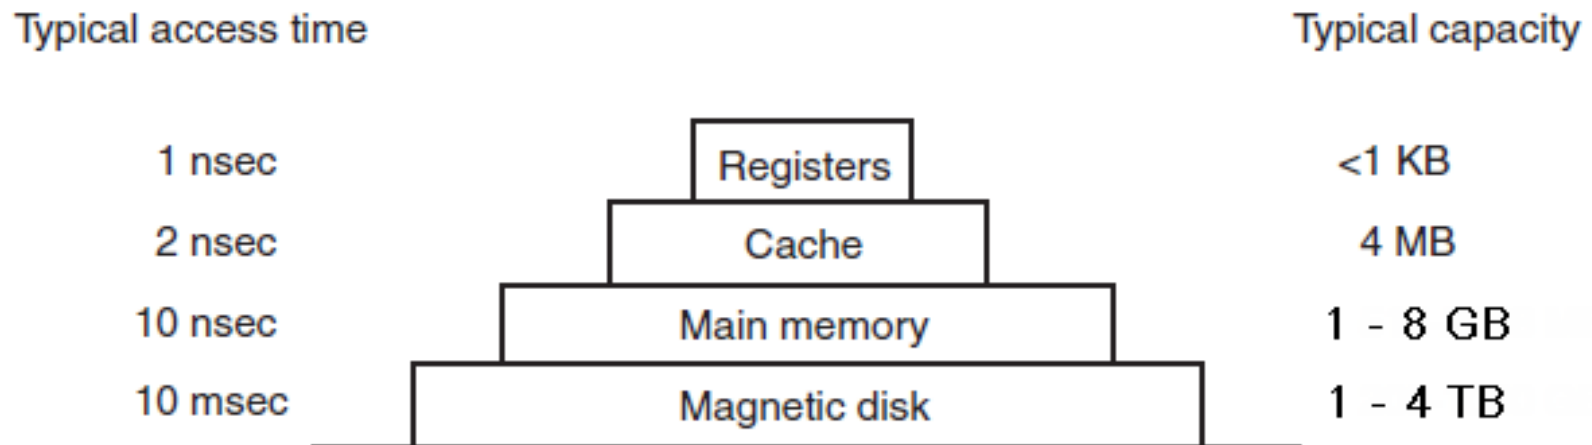 Typical access time Typical capacity
1 nsec Registers <1 KB
2 nsec Cache 4 MB
10 nsec Main memory 1 - 8 GB
10 msec Magnetic disk 1 - 4 TB